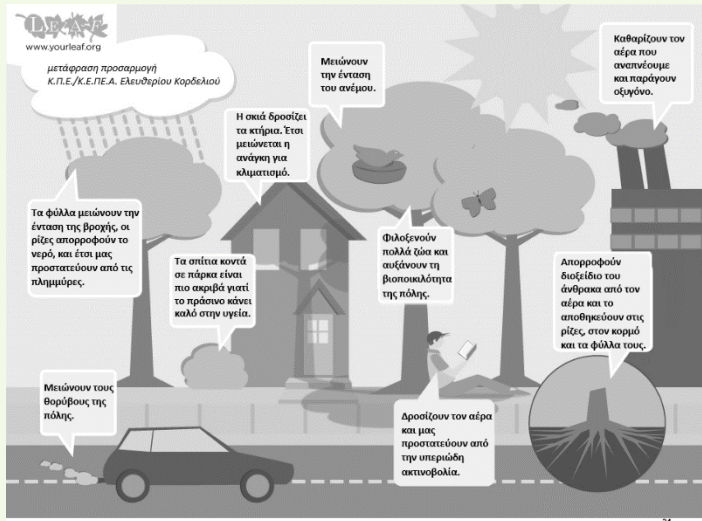 LEAF
www.yourleaf.org
μετάφραση προσαρμογή
Κ.Π.Ε./Κ.Ε.ΠΕ.Α. Ελευθερίου Κορδελιού
Μειώνουν
την ένταση
του ανέμου.
Καθαρίζουν τον
αέρα που
αναπνέουμε
και παράγουν
οξυγόνο.
Η σκιά δροσίζει
τα κτήρια. Έτσι
μειώνεται η
ανάγκη για
κλιματισμό.
Τα φύλλα μειώνουν την
ένταση της βροχής, οι
ρίζες απορροφούν το
νερό, και έτσι μας
προστατεύουν από τις
πλημμύρες.
Τα σπίτια κοντά
σε πάρκα είναι
πιο ακριβά γιατί
το πράσινο κάνει
καλό στην υγεία.
Φιλοξενούν
πολλά ζώα και
αυξάνουν τη
βιοποικιλότητα
της πόλης.
Απορροφούν
διοξείδιο του
άνθρακα από τον
αέρα και το
αποθηκεύουν στις
ρίζες, στον κορμό
και τα φύλλα τους.
Μειώνουν τους
θορύβους της
πόλης.
Δροσίζουν τον αέρα
και μας
προστατεύουν από
την υπεριώδη
ακτινοβολία.